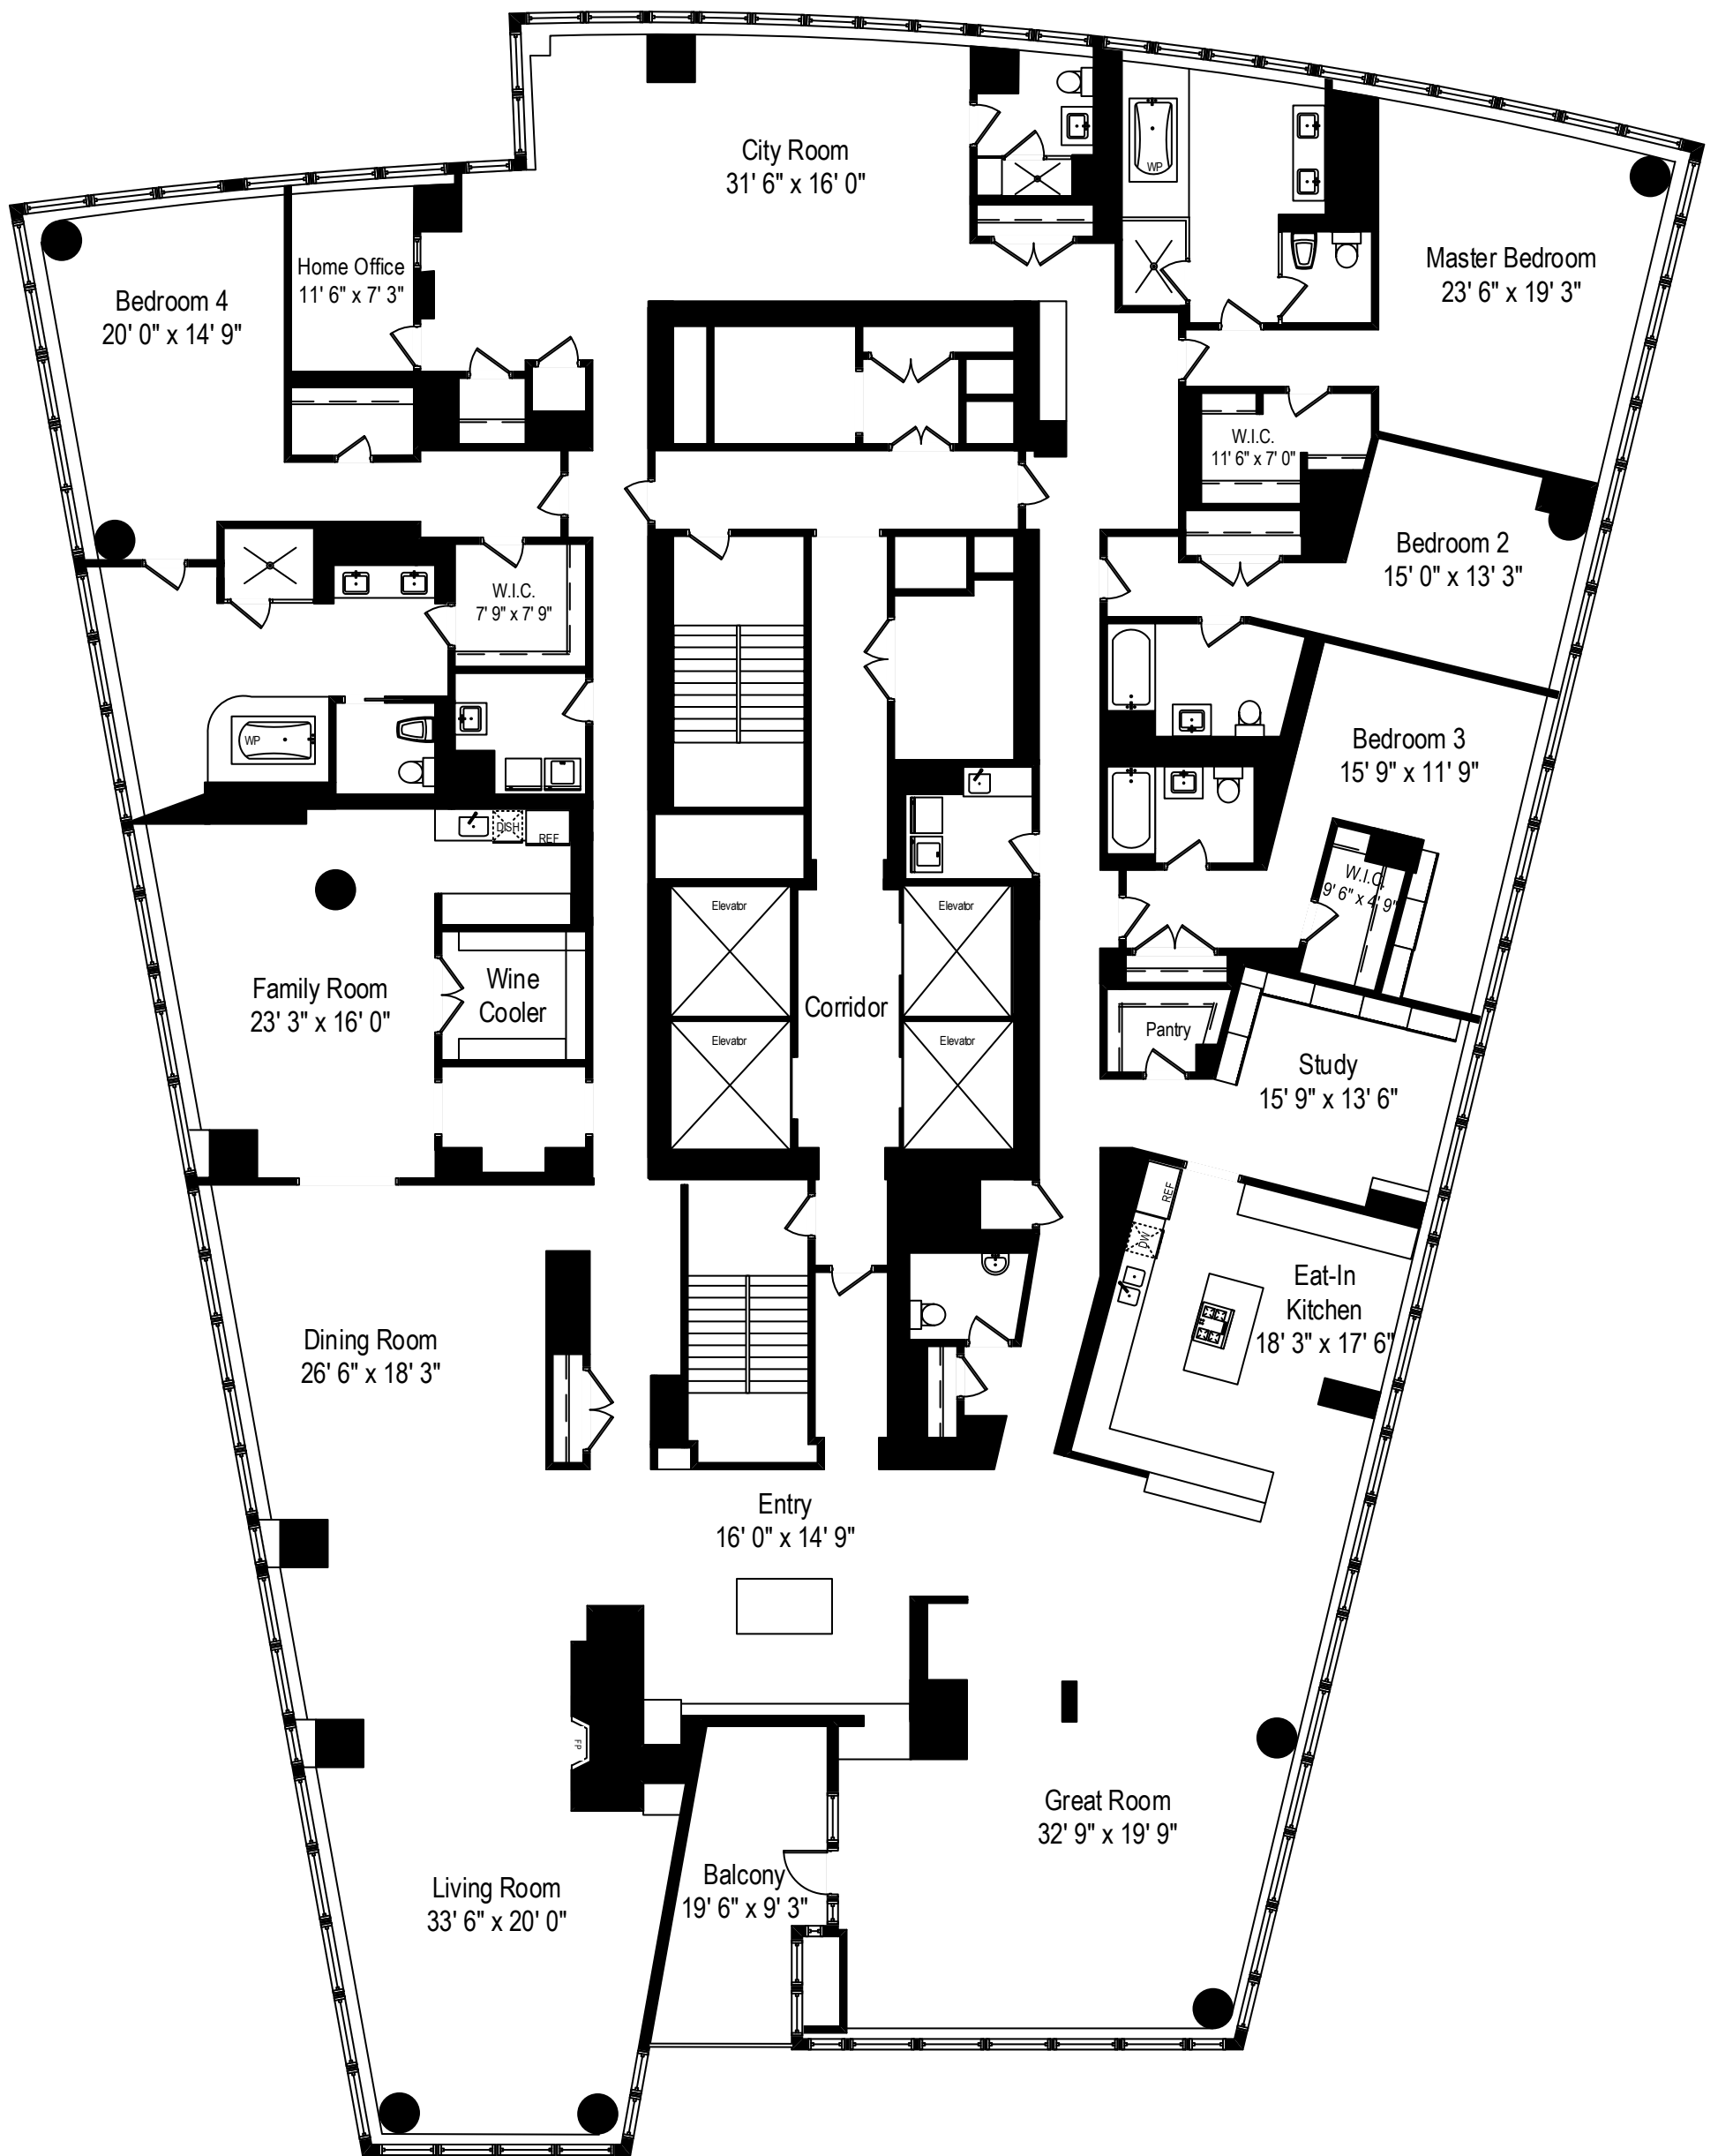 City Room
31' 6" x 16' 0"
WP
Home Office
11' 6" x 7' 3"
Master Bedroom
23' 6" x 19' 3"
Bedroom 4
20' 0" x 14' 9"
W.I.C.
11' 6" x 7' 0"
Bedroom 2
15' 0" x 13' 3"
W.I.C.
7' 9" x 7' 9"
WP
Bedroom 3
15' 9" x 11' 9"
DISH
REF
W.I.C.
9' 6" x 4' 9"
Elevator
Elevator
Family Room
23' 3" x 16' 0"
Wine
Cooler
Corridor
Pantry
Elevator
Elevator
Study
15' 9" x 13' 6"
REF
DW
Eat-In
Kitchen
18' 3" x 17' 6"
Dining Room
26' 6" x 18' 3"
Entry
16' 0" x 14' 9"
FP
Great Room
32' 9" x 19' 9"
Balcony
19' 6" x 9' 3"
Living Room
33' 6" x 20' 0"